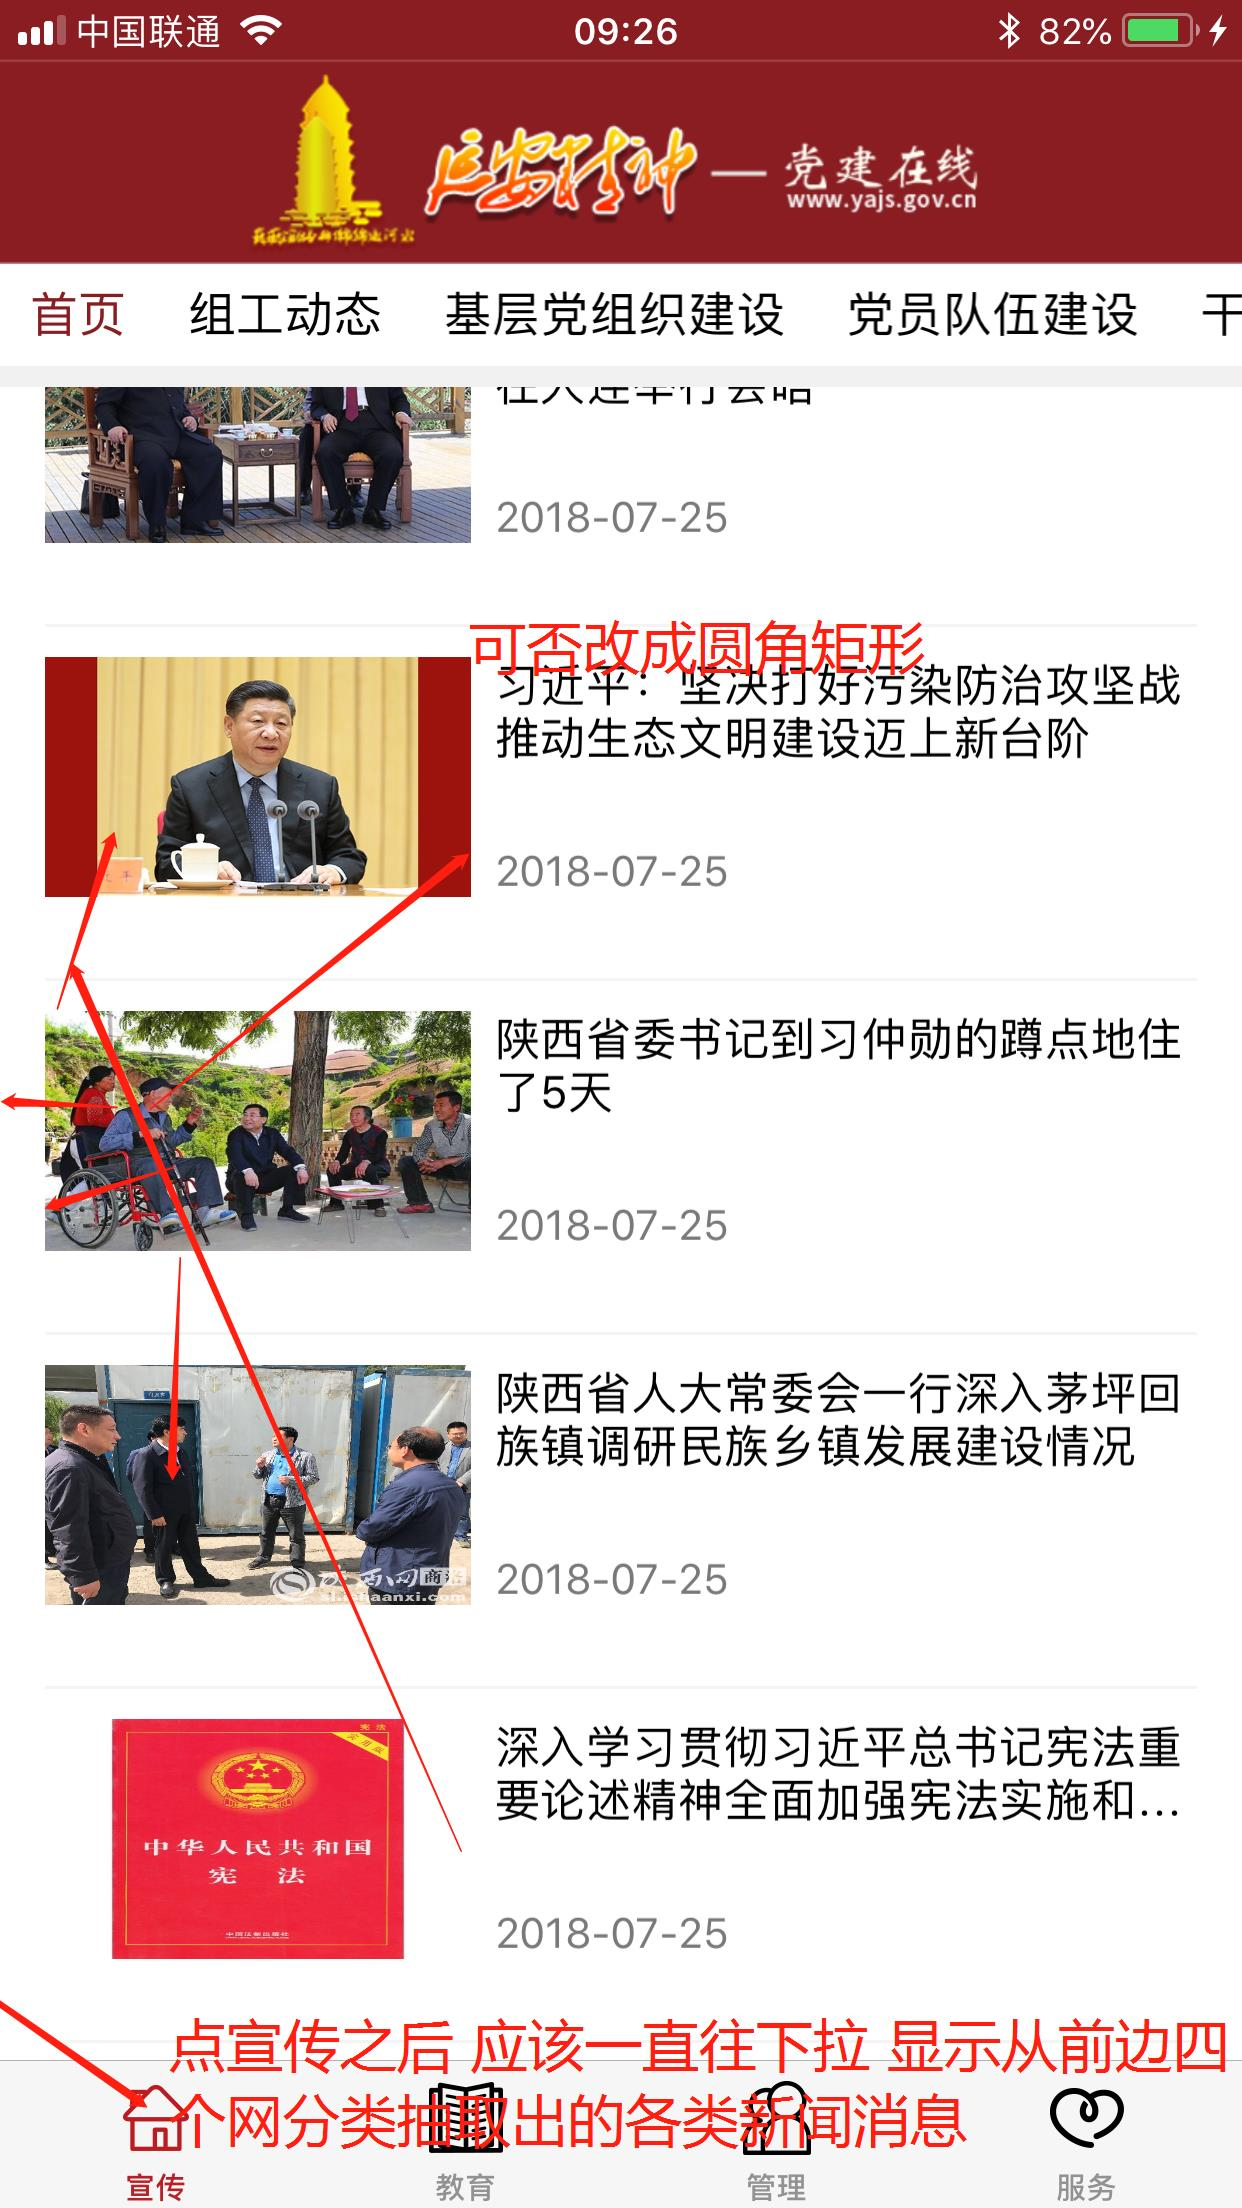 中国联通
09:26
82%
延安精神
党建在线
www.yajs.gov.cn
首页 组工动态 基层党组织建设 党员队伍建设 干
2018-07-25
可否改成圆角矩形
习近平：坚决打好污染防治攻坚战
推动生态文明建设迈上新台阶
2018-07-25
陕西省委书记到习仲勋的蹲点地住
了5天
2018-07-25
陕西省人大常委会一行深入茅坪回
族镇调研民族乡镇发展建设情况
2018-07-25
宪 法
中华人民共和国
宪 法
中国法制出版社
深入学习贯彻习近平总书记宪法重
要论述精神全面加强宪法实施和...
2018-07-25
点宣传之后 应该一直往下拉 显示从前边四
个网分类抽取出的各类新闻消息
宣传 教育 管理 服务